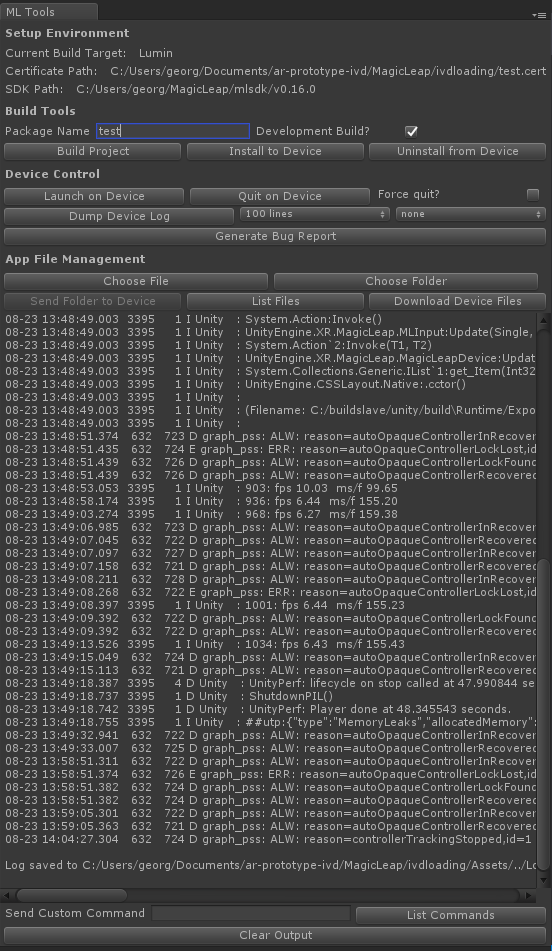 ML Tools
Setup Environment
Current Build Target: Lumin
Certificate Path: C:/Users/georg/Documents/ar-prototype-ivd/MagicLeap/ivdloading/test.cert
SDK Path: C:/Users/georg/MagicLeap/mlsdk/v0.16.0
Build Tools
Package Name test Development Build?
Build Project Install to Device Uninstall from Device
Device Control
Launch on Device Quit on Device Force quit?
Dump Device Log 100 lines none
Generate Bug Report
App File Management
Choose File Choose Folder
Send Folder to Device List Files Download Device Files
08-23 13:48:49.003 3395 1 I Unity : System.Action:Invoke()
08-23 13:48:49.003 3395 1 I Unity : UnityEngine.XR.MagicLeap.MLInput:Update(Single,
08-23 13:48:49.003 3395 1 I Unity : System.Action`2:Invoke(T1, T2)
08-23 13:48:49.003 3395 1 I Unity : UnityEngine.XR.MagicLeap.MagicLeapDevice:Updat
08-23 13:48:49.003 3395 1 I Unity : System.Collections.Generic.IList`1:get_Item(Int32
08-23 13:48:49.003 3395 1 I Unity : UnityEngine.CSSLayout.Native:.cctor()
08-23 13:48:49.003 3395 1 I Unity :
08-23 13:48:49.003 3395 1 I Unity : (Filename: C:/buildslave/unity/build\Runtime/Expo
08-23 13:48:49.003 3395 1 I Unity :
08-23 13:48:51.374 632 723 D graph_pss: ALW: reason=autoOpaqueControllerInRecover
08-23 13:48:51.435 632 724 E graph_pss: ERR: reason=autoOpaqueControllerLockLost,id
08-23 13:48:51.439 632 726 D graph_pss: ALW: reason=autoOpaqueControllerLockFound
08-23 13:48:51.439 632 726 D graph_pss: ALW: reason=autoOpaqueControllerRecovered
08-23 13:48:53.053 3395 1 I Unity : 903: fps 10.03 ms/f 99.65
08-23 13:48:58.174 3395 1 I Unity : 936: fps 6.44 ms/f 155.20
08-23 13:49:03.274 3395 1 I Unity : 968: fps 6.27 ms/f 159.38
08-23 13:49:06.985 632 723 D graph_pss: ALW: reason=autoOpaqueControllerInRecover
08-23 13:49:07.045 632 722 D graph_pss: ALW: reason=autoOpaqueControllerRecovered
08-23 13:49:07.097 632 727 D graph_pss: ALW: reason=autoOpaqueControllerInRecover
08-23 13:49:07.158 632 721 D graph_pss: ALW: reason=autoOpaqueControllerRecovered
08-23 13:49:08.211 632 728 D graph_pss: ALW: reason=autoOpaqueControllerInRecover
08-23 13:49:08.268 632 722 E graph_pss: ERR: reason=autoOpaqueControllerLockLost,id
08-23 13:49:08.397 3395 1 I Unity : 1001: fps 6.44 ms/f 155.23
08-23 13:49:09.392 632 722 D graph_pss: ALW: reason=autoOpaqueControllerLockFound
08-23 13:49:09.392 632 722 D graph_pss: ALW: reason=autoOpaqueControllerRecovered
08-23 13:49:13.526 3395 1 I Unity : 1034: fps 6.43 ms/f 155.43
08-23 13:49:15.049 632 724 D graph_pss: ALW: reason=autoOpaqueControllerInRecover
08-23 13:49:15.113 632 721 D graph_pss: ALW: reason=autoOpaqueControllerRecovered
08-23 13:49:18.387 3395 4 D Unity : UnityPerf: lifecycle on stop called at 47.990844 se
08-23 13:49:18.737 3395 1 D Unity : ShutdownPIL()
08-23 13:49:18.742 3395 1 D Unity : UnityPerf: Player done at 48.345543 seconds.
08-23 13:49:18.755 3395 1 I Unity : ##utp:{"type":"MemoryLeaks","allocatedMemory":
08-23 13:49:32.941 632 722 D graph_pss: ALW: reason=autoOpaqueControllerInRecover
08-23 13:49:33.007 632 725 D graph_pss: ALW: reason=autoOpaqueControllerRecovered
08-23 13:58:51.311 632 722 D graph_pss: ALW: reason=autoOpaqueControllerInRecover
08-23 13:58:51.374 632 726 E graph_pss: ERR: reason=autoOpaqueControllerLockLost,id
08-23 13:58:51.382 632 724 D graph_pss: ALW: reason=autoOpaqueControllerLockFound
08-23 13:58:51.382 632 724 D graph_pss: ALW: reason=autoOpaqueControllerRecovered
08-23 13:59:05.301 632 722 D graph_pss: ALW: reason=autoOpaqueControllerInRecover
08-23 13:59:05.363 632 721 D graph_pss: ALW: reason=autoOpaqueControllerRecovered
08-23 14:04:27.304 632 724 D graph_pss: ALW: reason=controllerTrackingStopped,id=1
Log saved to C:/Users/georg/Documents/ar-prototype-ivd/MagicLeap/ivdloading/Assets/../Lo
Send Custom Command List Commands
Clear Output